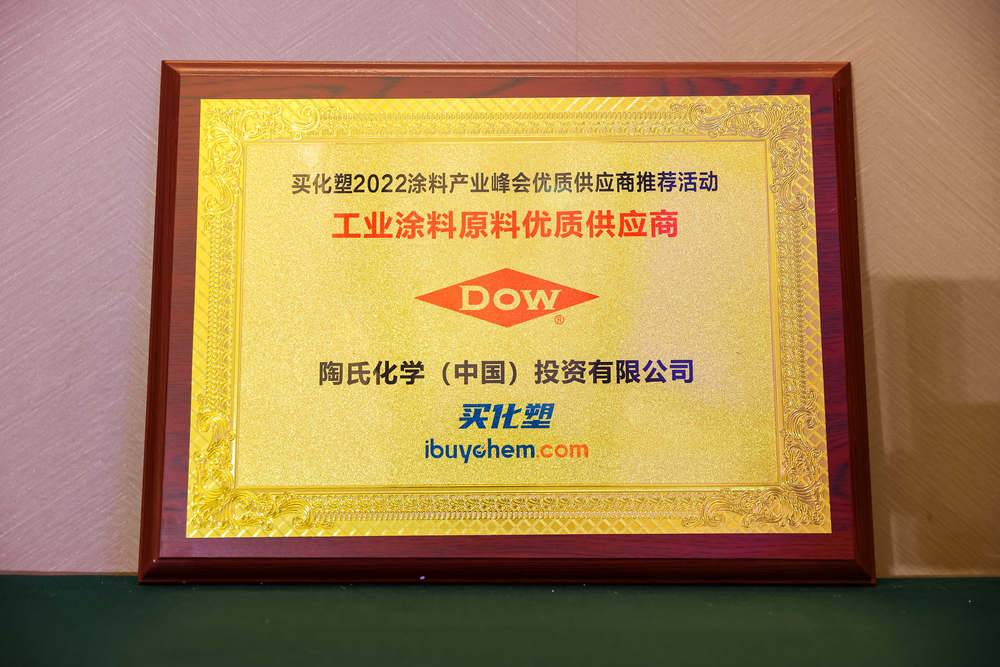 买化塑2022涂料产业峰会优质供应商推荐活动
工业涂料原料优质供应商
DOW®
陶氏化学（中国）投资有限公司
买化塑
ibuychem.com